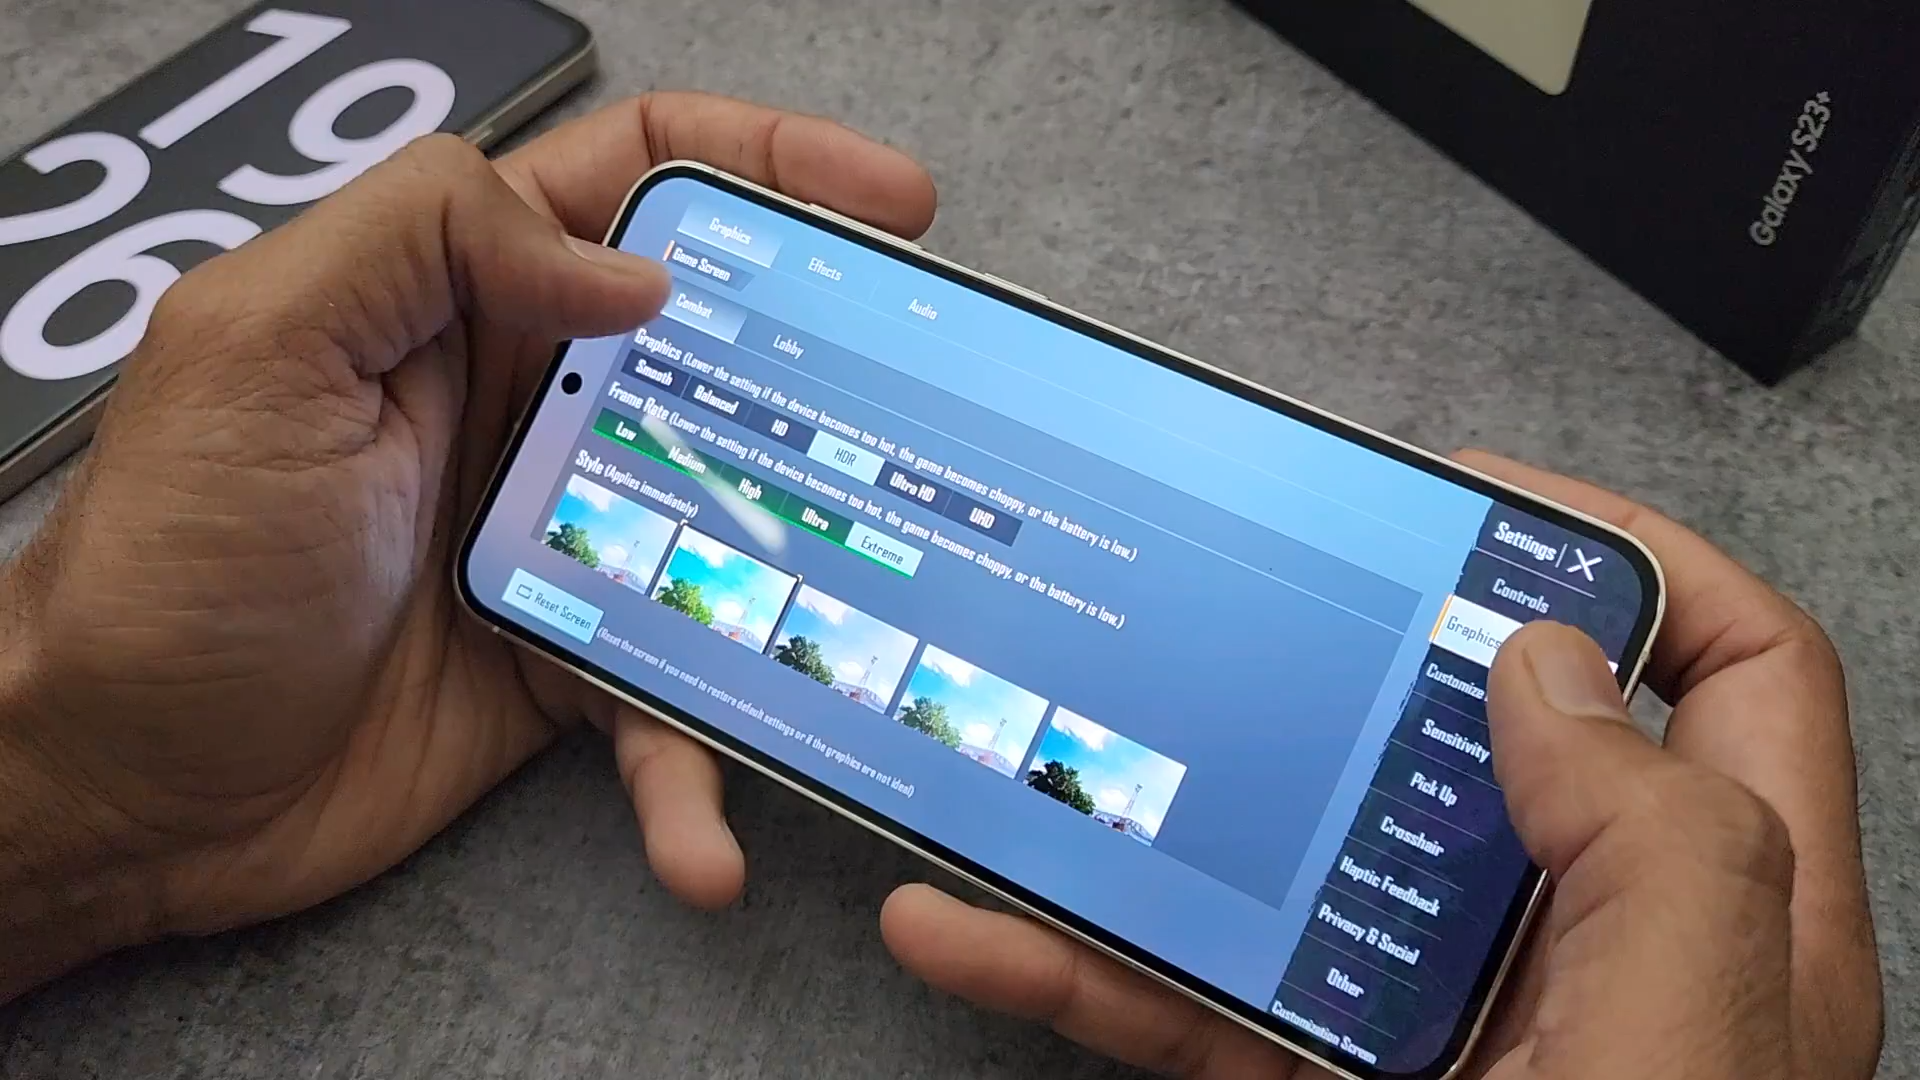 19
26
Galaxy S23+
Graphics
Effects
Audio
Game Screen
Combat
Lobby
Graphics (Lower the setting if the device becomes too hot, the game becomes choppy, or the battery is low.)
Smooth
Balanced
HD
HDR
Ultra HD
UHD
Frame Rate (Lower the setting if the device becomes too hot, the game becomes choppy, or the battery is low.)
Low
Medium
High
Ultra
Extreme
Style (Applies immediately)
Reset Screen
(Reset the screen if you need to restore default settings or if the graphics are not ideal)
Settings
Controls
Graphics
Customize
Sensitivity
Pick Up
Crosshair
Haptic Feedback
Privacy & Social
Other
Customization Screen